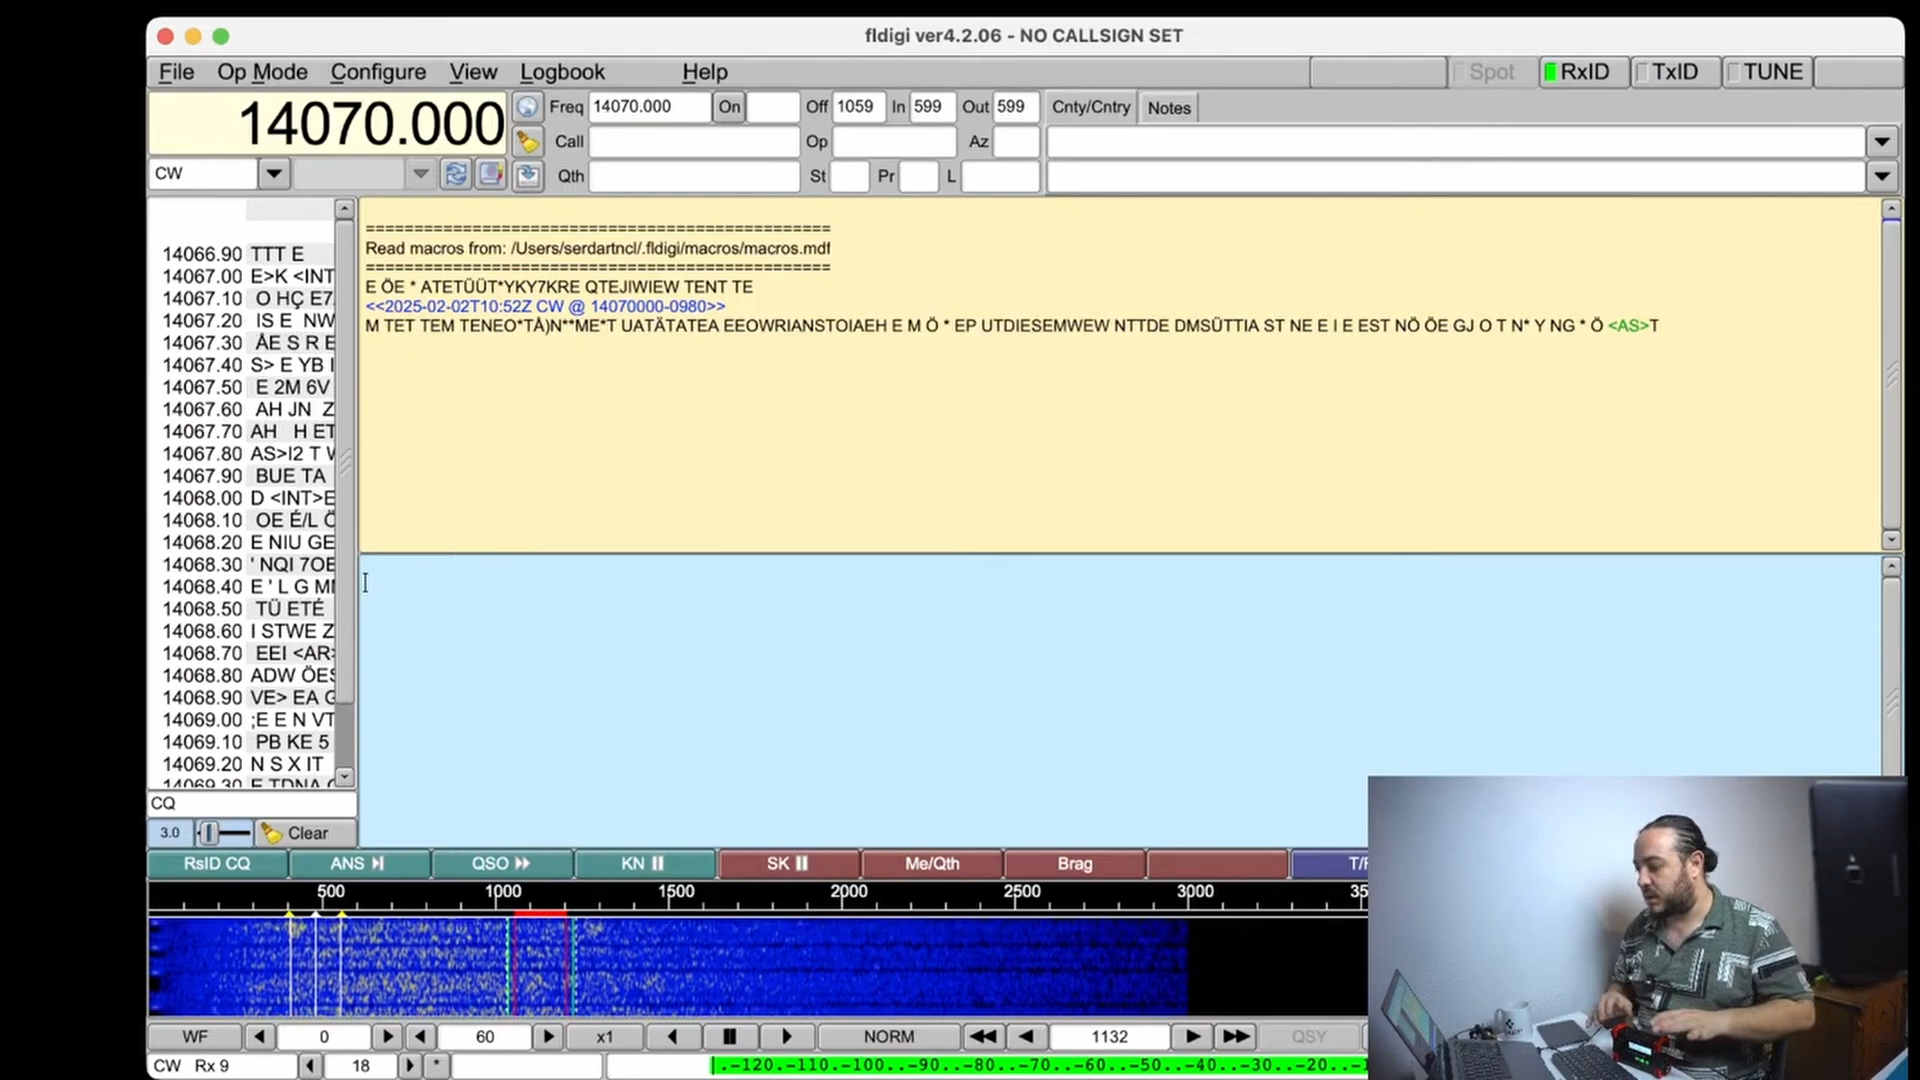 fldigi ver4.2.06 - NO CALLSIGN SET
File Op Mode Configure View Logbook Help Spot RxID TxID TUNE
14070.000 Freq 14070.000 On Off 1059 In 599 Out 599 Cnty/Cntry Notes
Call Op Az
CW Qth St Pr L
==============================================
Read macros from: /Users/serdartncl/.fldigi/macros/macros.mdf
==============================================
E ÖE * ATETÜÜT*YKY7KRE QTEJIWIEW TENT TE
<<2025-02-02T10:52Z CW @ 14070000-0980>>
M TET TEM TENEO*TÅ)N**ME*T UATÄTATEA EEOWRIANSTOIAEH E M Ö * EP UTDIESEMWEW NTTDE DMSÜTTIA ST NE E I E EST NÖ ÖE GJ O T N* Y NG * Ö <AS>T
14066.90 TTT E
14067.00 E>K <INT
14067.10 O HÇ E7
14067.20 IS E NW
14067.30 ÅE S R E
14067.40 S> E YB I
14067.50 E 2M 6V
14067.60 AH JN Z
14067.70 AH H ET
14067.80 AS>I2 T
14067.90 BUE TA
14068.00 D <INT>E
14068.10 OE É/L
14068.20 E NIU GE
14068.30 ' NQI 7OE
14068.40 E ' L G
14068.50 TÜ ETÉ
14068.60 I STWE Z
14068.70 EEI <AR>
14068.80 ADW ÖES
14068.90 VE> EA
14069.00 ;E E N VT
14069.10 PB KE 5
14069.20 N S X IT
14069.30 E TDNA
CQ
3.0 Clear
RsID CQ ANS QSO KN SK Me/Qth Brag
500 1000 1500 2000 2500 3000
WF 0 60 x1 NORM 1132 QSY
CW Rx 9 18 * .-120.-110.-100..-90...-80...-70...-60...-50...-40...-30...-20...